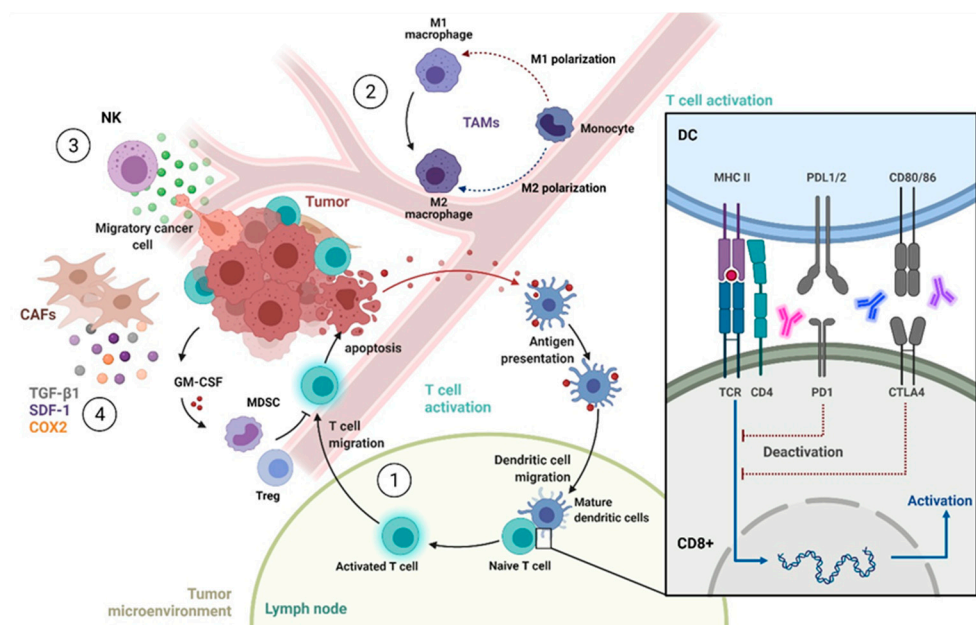 M1
macrophage
M1 polarization
2
TAMs
Monocyte
M2 polarization
M2
macrophage
3
NK
Migratory cancer
cell
Tumor
CAFs
TGF-β1
SDF-1
COX2
4
GM-CSF
MDSC
Treg
apoptosis
T cell
migration
T cell
activation
Antigen
presentation
Dendritic cell
migration
Mature
dendritic cells
1
Activated T cell
Naive T cell
Tumor
microenvironment
Lymph node
T cell activation
DC
MHC II
PDL1/2
CD80/86
TCR
CD4
PD1
CTLA4
Deactivation
Activation
CD8+